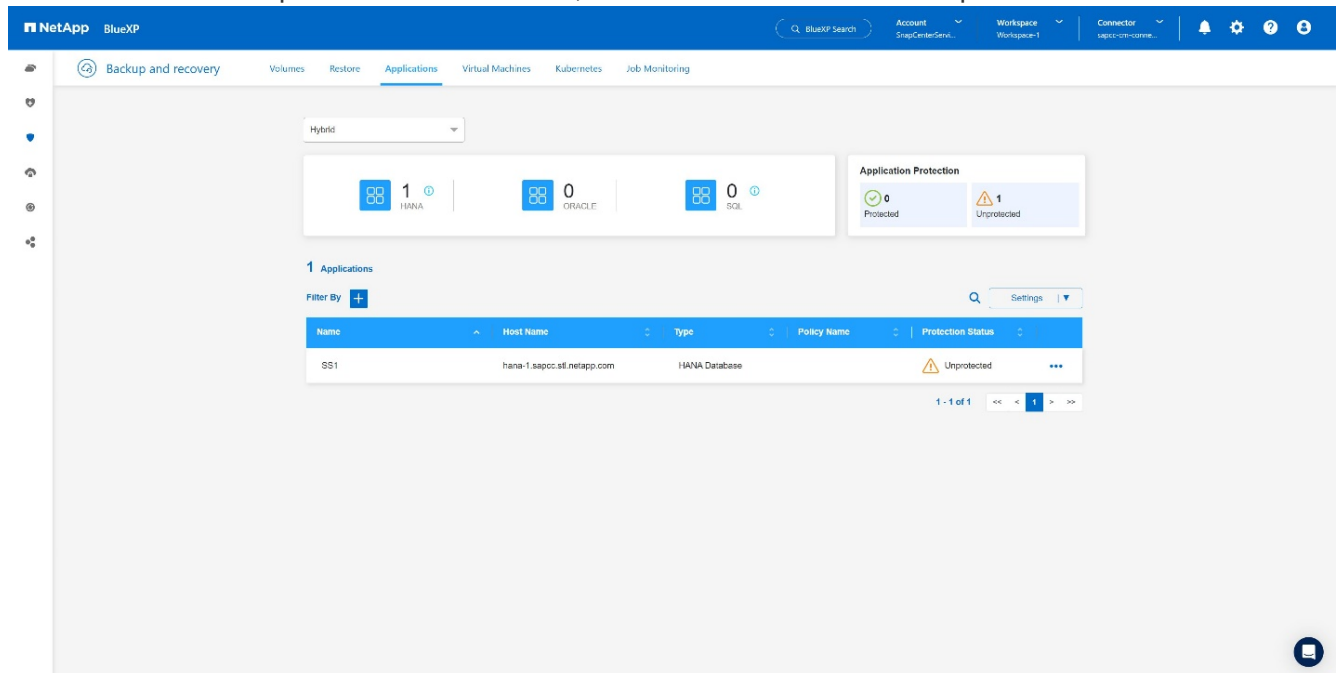 NetApp BlueXP
BlueXP Search
Account
SnapCenterServi...
Workspace
Workspace-1
Connector
sapcc-cm-conne...
Backup and recovery
Volumes Restore Applications Virtual Machines Kubernetes Job Monitoring
Hybrid
1
HANA
0
ORACLE
0
SQL
Application Protection
0
Protected
1
Unprotected
1 Applications
Filter By
Settings
Name Host Name Type Policy Name Protection Status
SS1 hana-1.sapcc.stl.netapp.com HANA Database Unprotected
1 - 1 of 1 << < 1 > >>